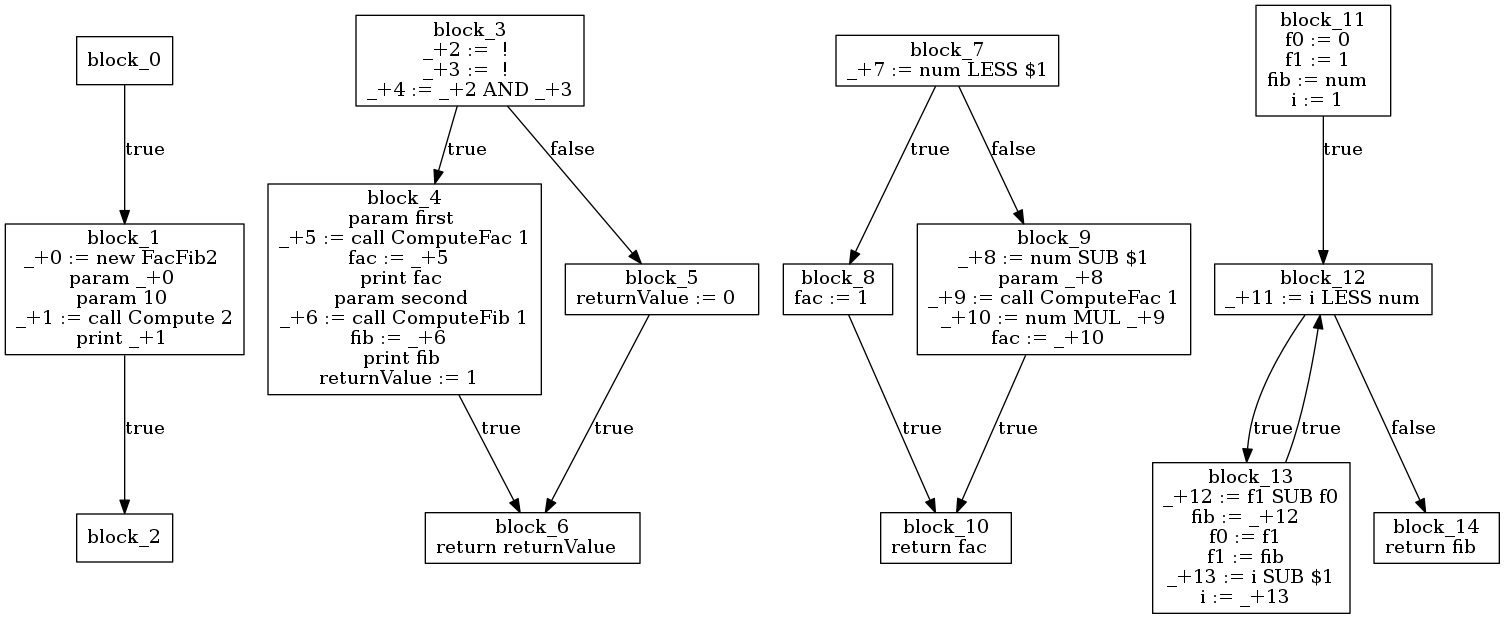 block_0
true
block_1
_+0 := new FacFib2
param _+0
param 10
_+1 := call Compute 2
print _+1
true
block_2
block_3
_+2 :=  !
_+3 :=  !
_+4 := _+2 AND _+3
true
false
block_4
param first
_+5 := call ComputeFac 1
fac := _+5
print fac
param second
_+6 := call ComputeFib 1
fib := _+6
print fib
returnValue := 1
block_5
returnValue := 0
true
true
block_6
return returnValue
block_7
_+7 := num LESS $1
true
false
block_8
fac := 1
block_9
_+8 := num SUB $1
param _+8
_+9 := call ComputeFac 1
_+10 := num MUL _+9
fac := _+10
true
true
block_10
return fac
block_11
f0 := 0
f1 := 1
fib := num
i := 1
true
block_12
_+11 := i LESS num
true
true
false
block_13
_+12 := f1 SUB f0
fib := _+12
f0 := f1
f1 := fib
_+13 := i SUB $1
i := _+13
block_14
return fib